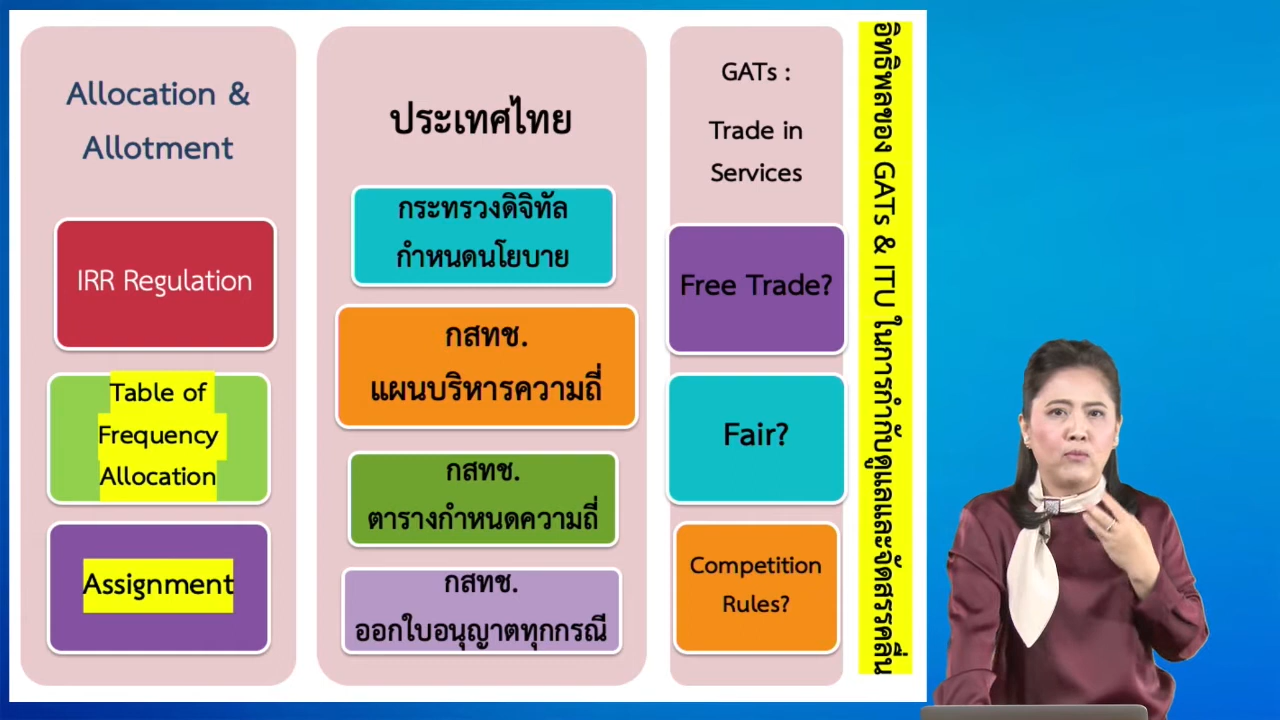 Allocation &
Allotment
IRR Regulation
Table of
Frequency
Allocation
Assignment
ประเทศไทย
กระทรวงดิจิทัล
กำหนดนโยบาย
กสทช.
แผนบริหารความถี่
กสทช.
ตารางกำหนดความถี่
กสทช.
ออกใบอนุญาตทุกกรณี
GATs :
Trade in
Services
Free Trade?
Fair?
Competition
Rules?
อิทธิพลของ GATs & ITU ในการกำกับดูแลและจัดสรรคลื่น